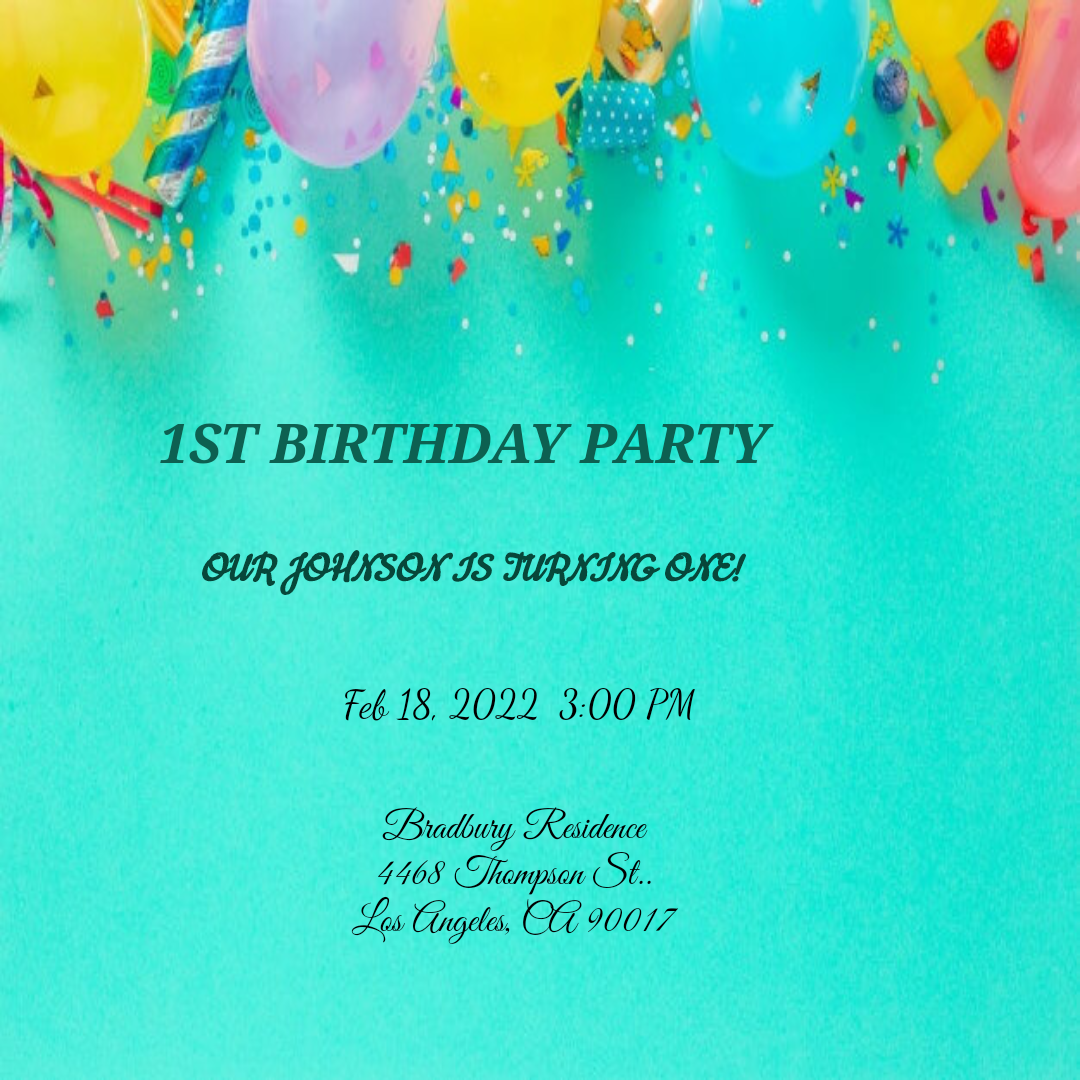 1ST BIRTHDAY PARTY
OUR JOHNSON IS TURNING ONE!
Feb 18, 2022 3:00 PM
Bradbury Residence
4468 Thompson St..
Los Angeles, CA 90017